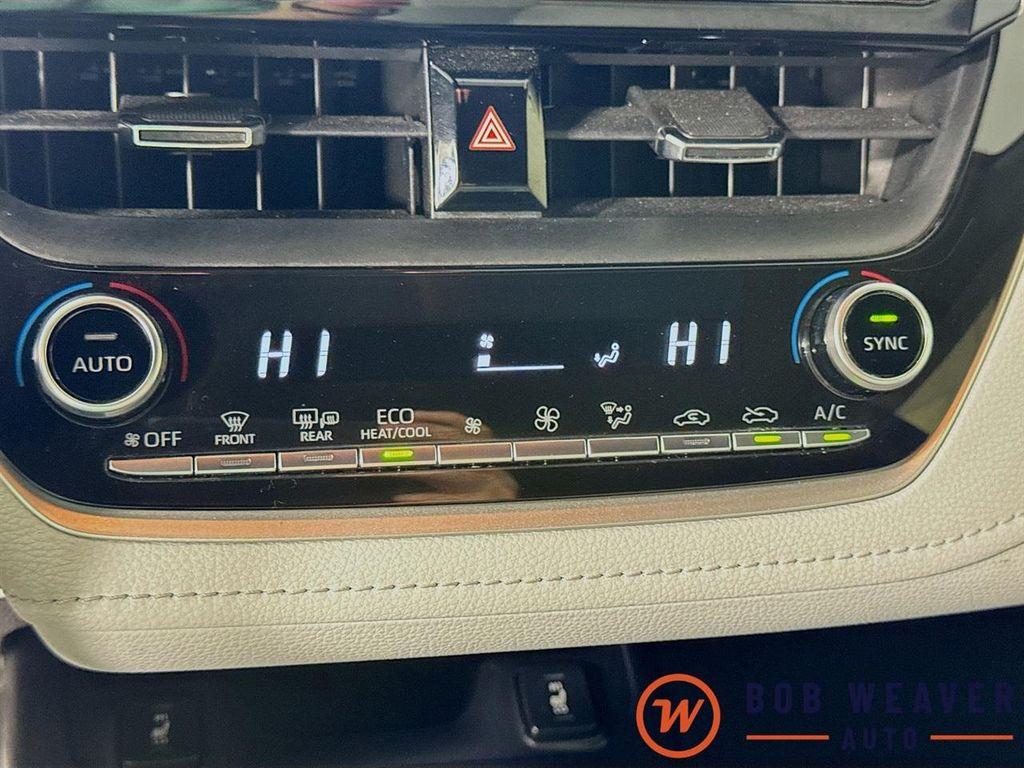 AUTO
HI
HI
SYNC
OFF
FRONT
REAR
ECO
HEAT/COOL
A/C
W
BOB WEAVER
AUTO